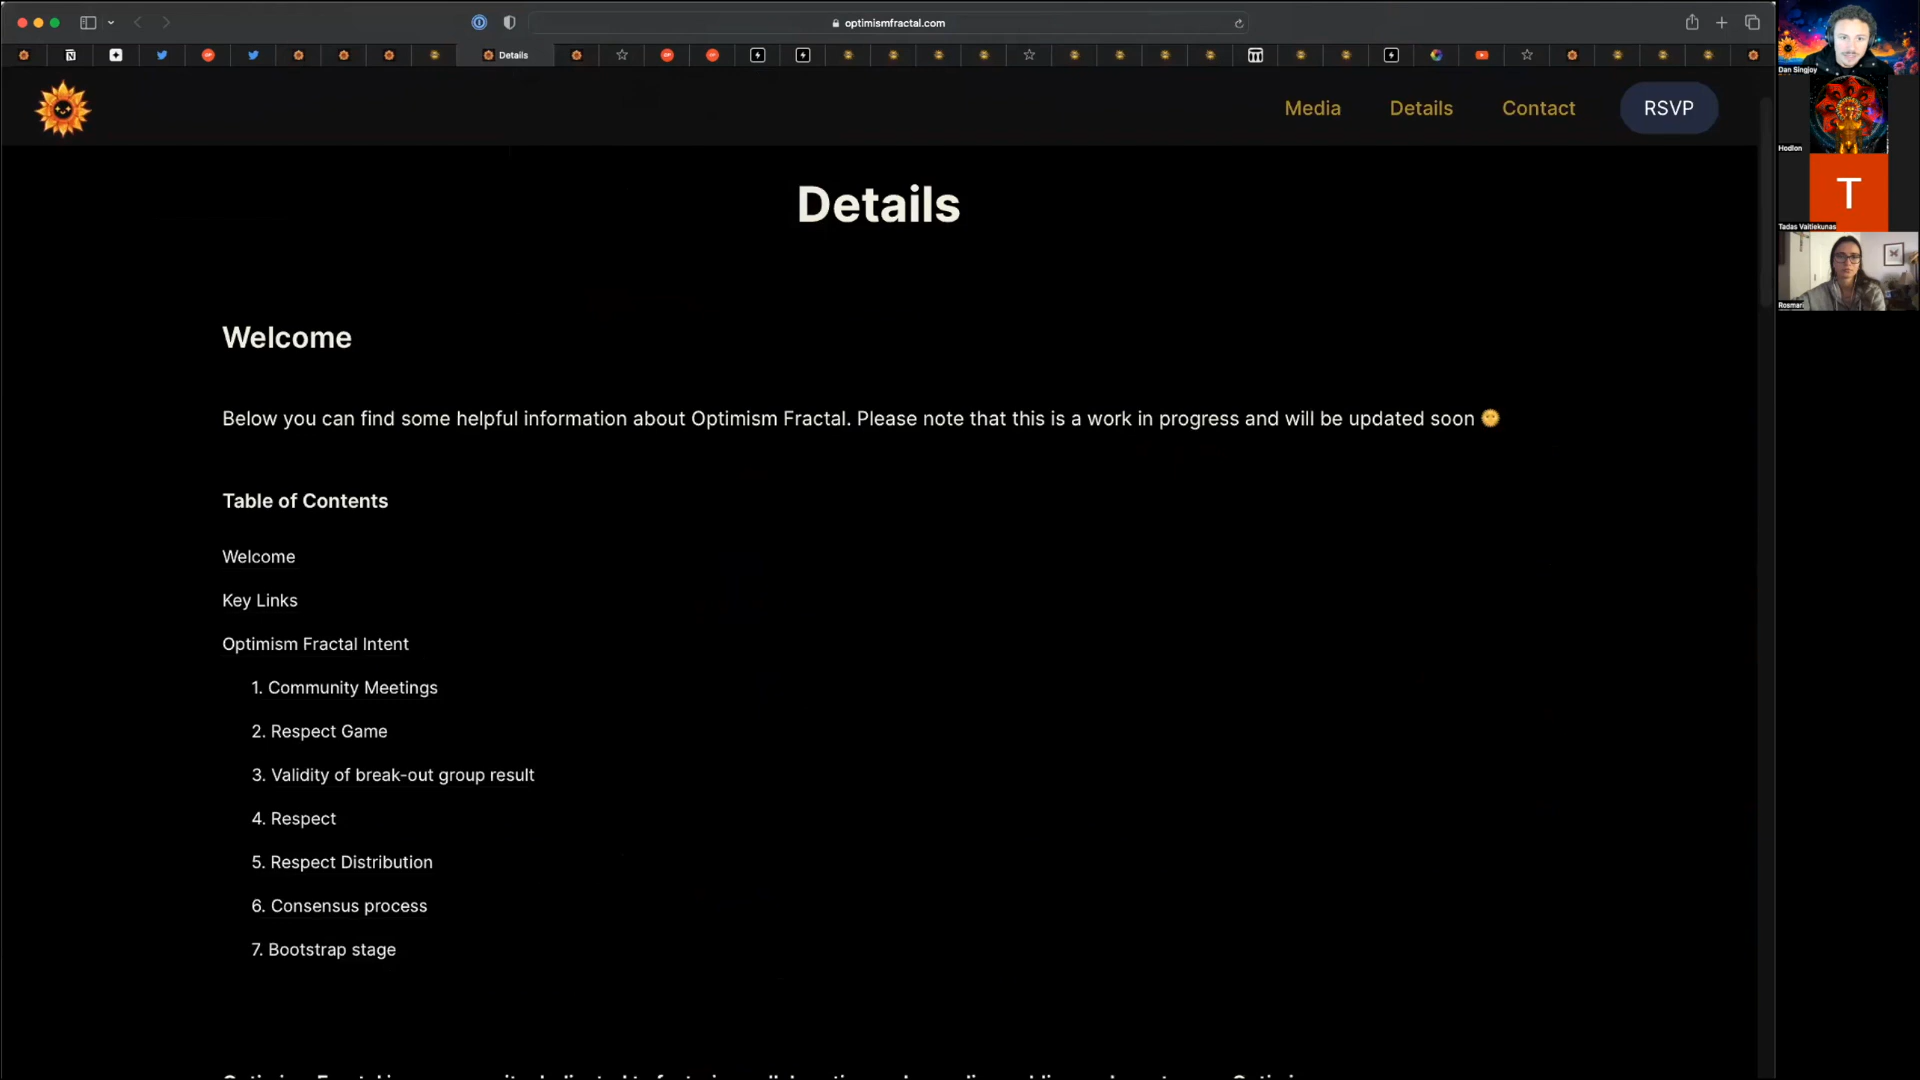 optimismfractal.com
Details
Media
Details
Contact
RSVP
Details
Welcome
Below you can find some helpful information about Optimism Fractal. Please note that this is a work in progress and will be updated soon 🌞
Table of Contents
Welcome
Key Links
Optimism Fractal Intent
1. Community Meetings
2. Respect Game
3. Validity of break-out group result
4. Respect
5. Respect Distribution
6. Consensus process
7. Bootstrap stage
Dan Singjoy
Hodlon
T
Tadas Vaitiekunas
Rosmari